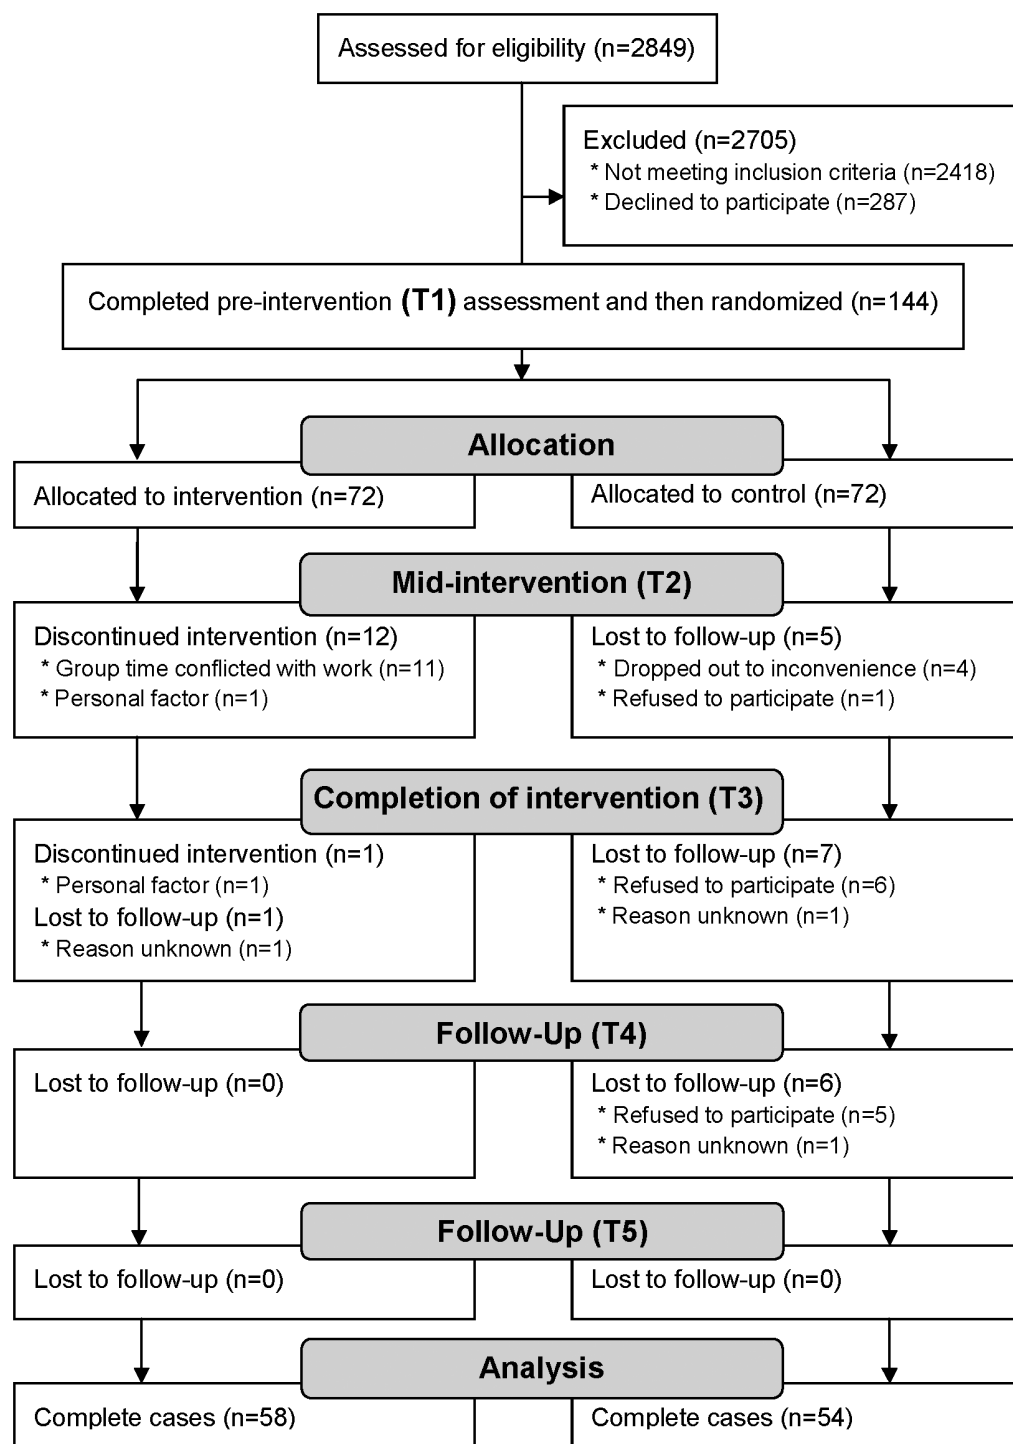 Assessed for eligibility (n=2849)
Excluded (n=2705)
* Not meeting inclusion criteria (n=2418)
* Declined to participate (n=287)
Completed pre-intervention (T1) assessment and then randomized (n=144)
Allocation
Allocated to intervention (n=72)
Allocated to control (n=72)
Mid-intervention (T2)
Discontinued intervention (n=12)
* Group time conflicted with work (n=11)
* Personal factor (n=1)
Lost to follow-up (n=5)
* Dropped out to inconvenience (n=4)
* Refused to participate (n=1)
Completion of intervention (T3)
Discontinued intervention (n=1)
* Personal factor (n=1)
Lost to follow-up (n=1)
* Reason unknown (n=1)
Lost to follow-up (n=7)
* Refused to participate (n=6)
* Reason unknown (n=1)
Follow-Up (T4)
Lost to follow-up (n=0)
Lost to follow-up (n=6)
* Refused to participate (n=5)
* Reason unknown (n=1)
Follow-Up (T5)
Lost to follow-up (n=0)
Lost to follow-up (n=0)
Analysis
Complete cases (n=58)
Complete cases (n=54)